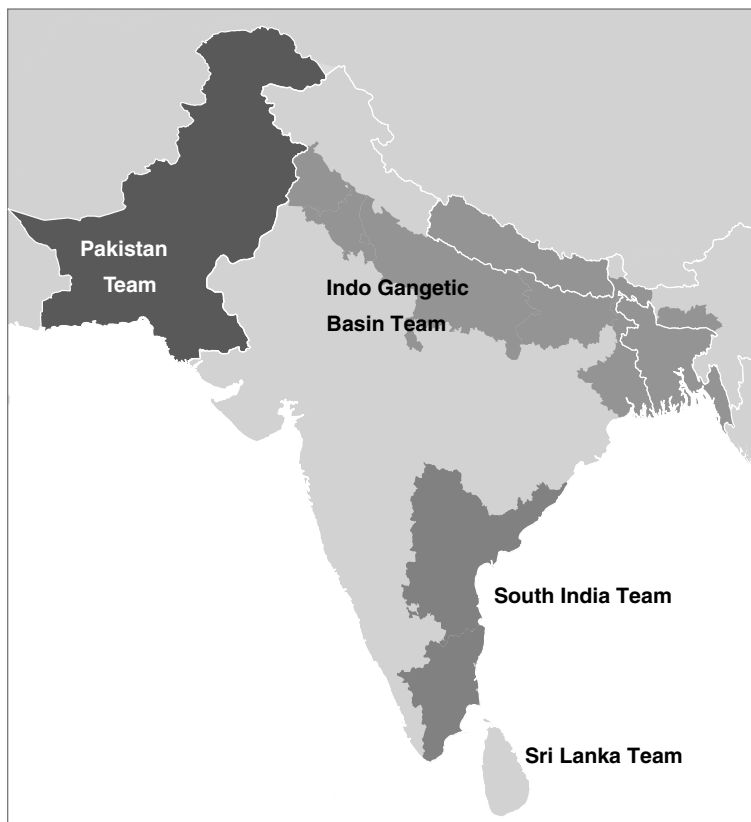 Pakistan
Team
Indo Gangetic
Basin Team
South India Team
Sri Lanka Team